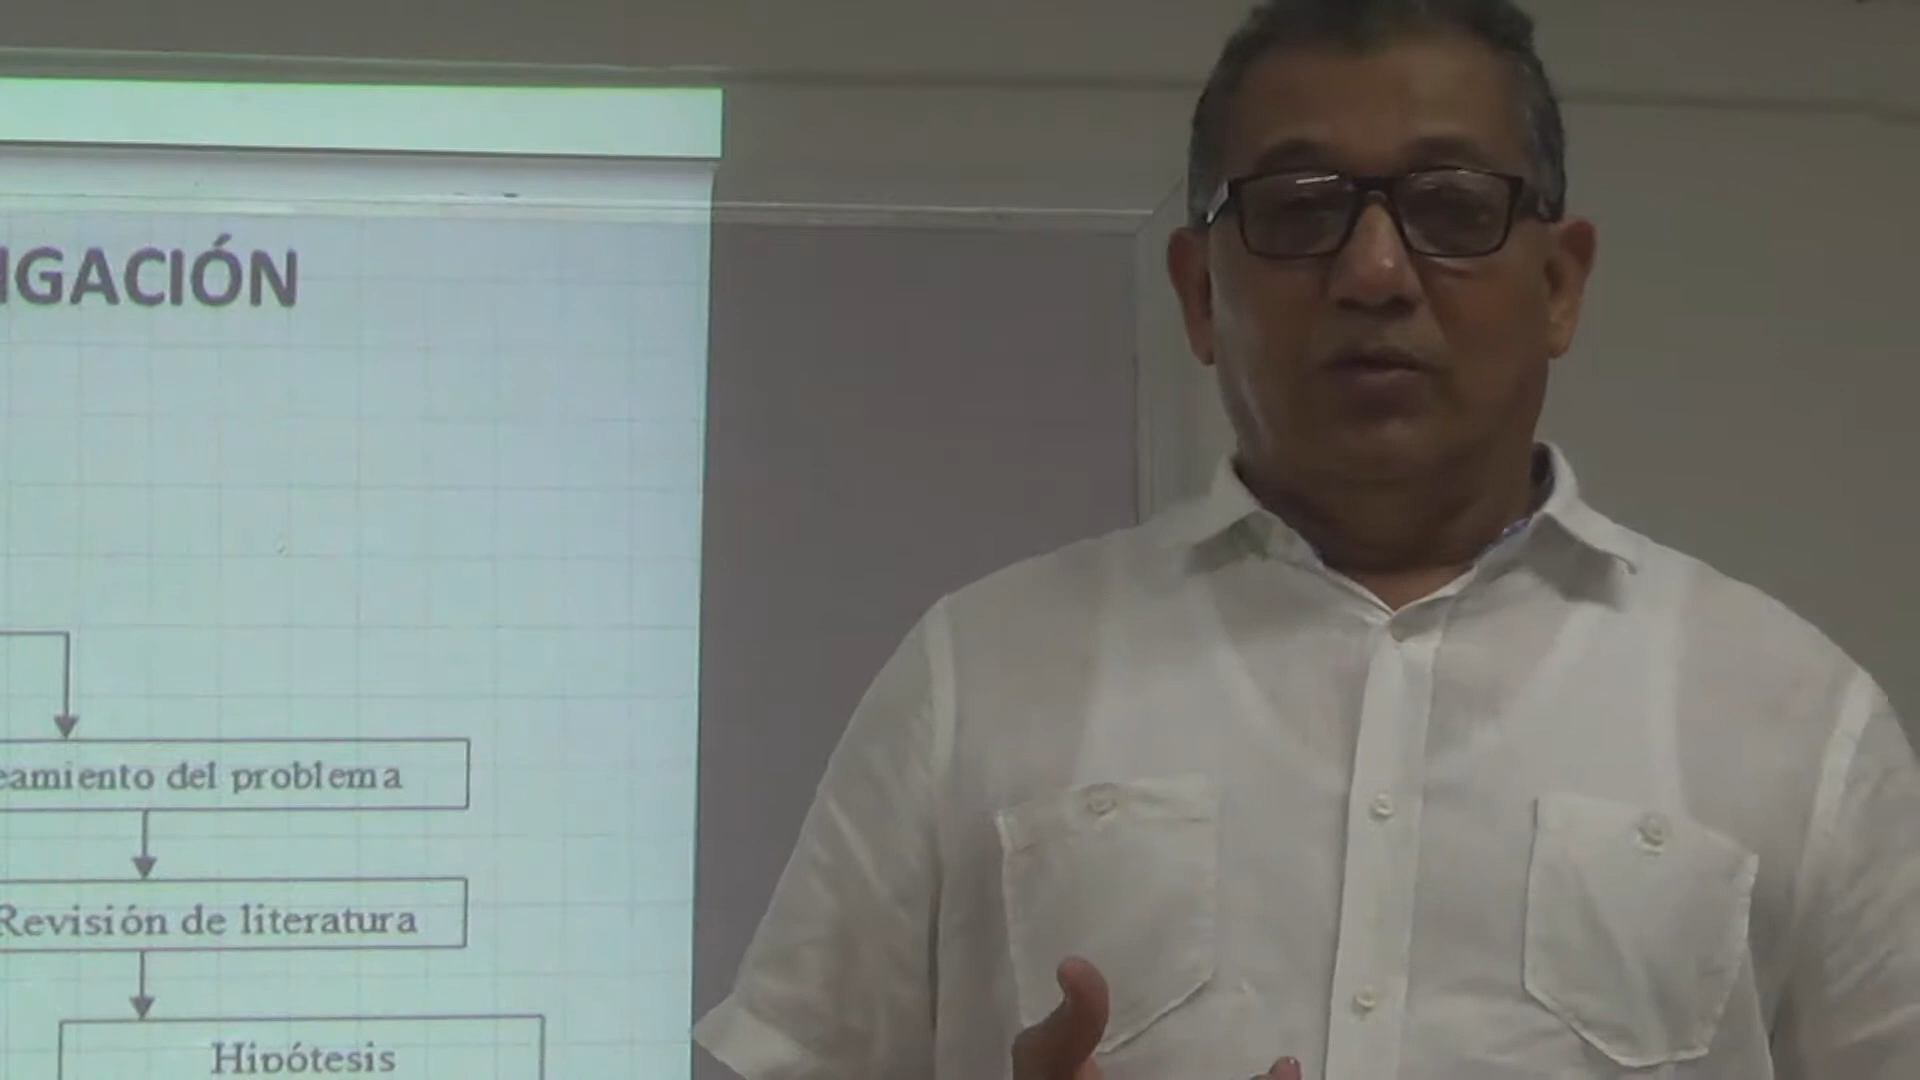 IGACIÓN
eamiento del problema
Revisión de literatura
Hipótesis